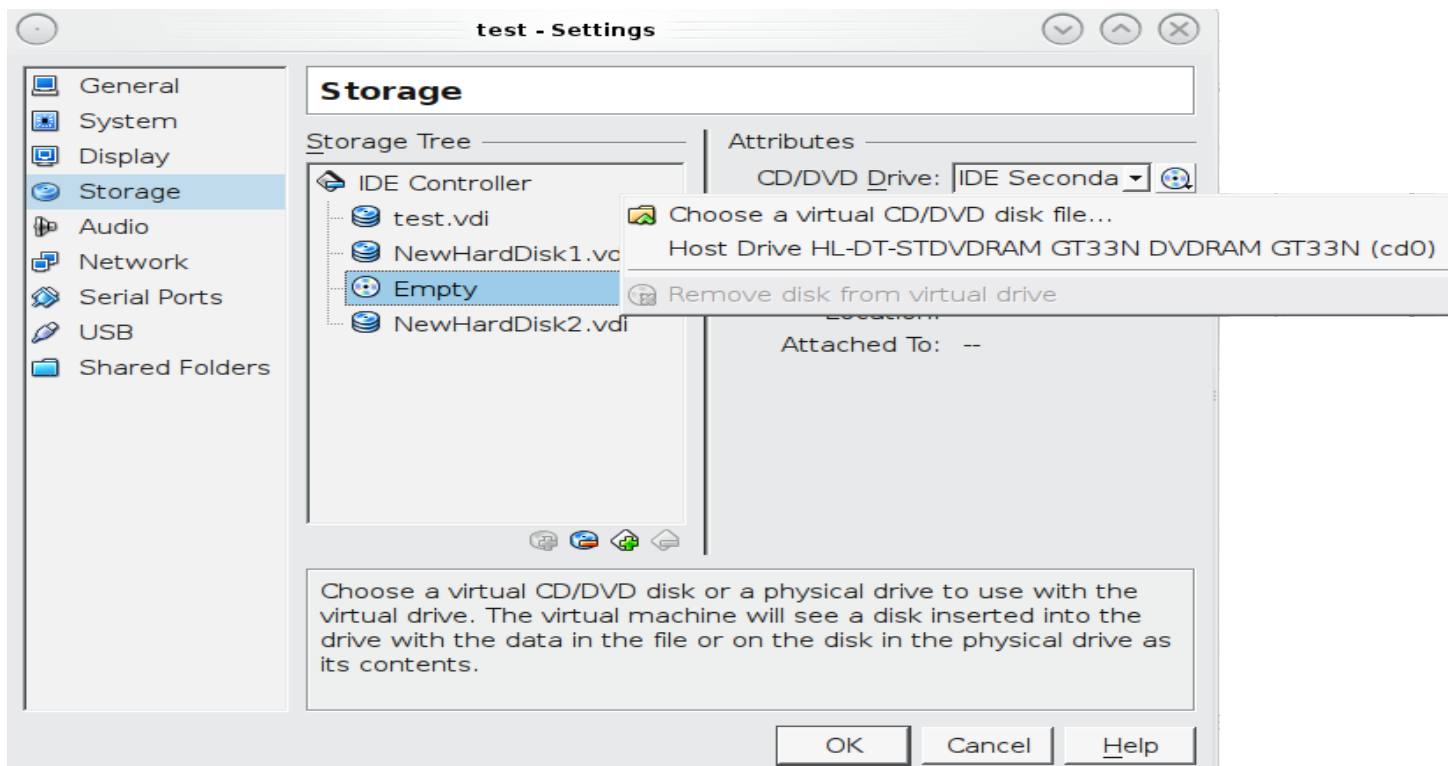 test - Settings
General
System
Display
Storage
Audio
Network
Serial Ports
USB
Shared Folders
Storage
Storage Tree
IDE Controller
test.vdi
NewHardDisk1.vd
Empty
NewHardDisk2.vdi
Attributes
CD/DVD Drive: IDE Seconda
Choose a virtual CD/DVD disk file...
Host Drive HL-DT-STDVDRAM GT33N DVDRAM GT33N (cd0)
Remove disk from virtual drive
Attached To: --
Choose a virtual CD/DVD disk or a physical drive to use with the
virtual drive. The virtual machine will see a disk inserted into the
drive with the data in the file or on the disk in the physical drive as
its contents.
OK Cancel Help